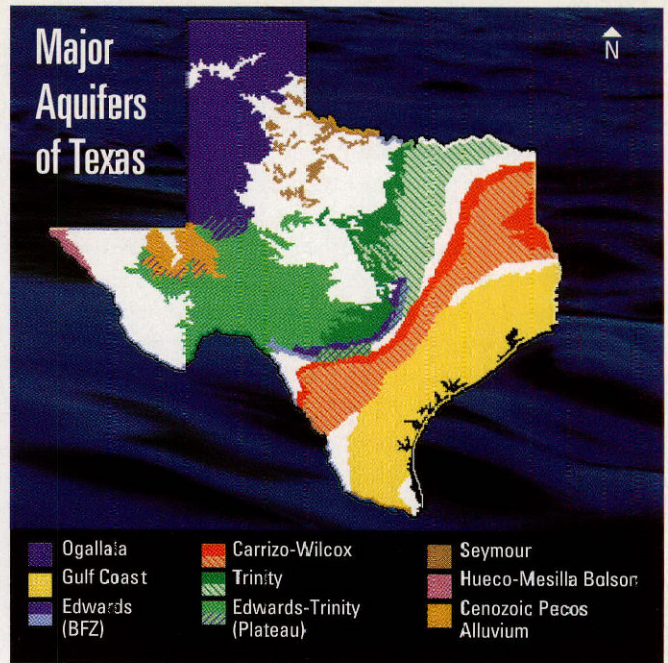 Major
Aquifers
of Texas
N
Ogallala
Gulf Coast
Edwards
(BFZ)
Carrizo-Wilcox
Trinity
Edwards-Trinity
(Plateau)
Seymour
Hueco-Mesilla Bolson
Cenozoic Pecos
Alluvium